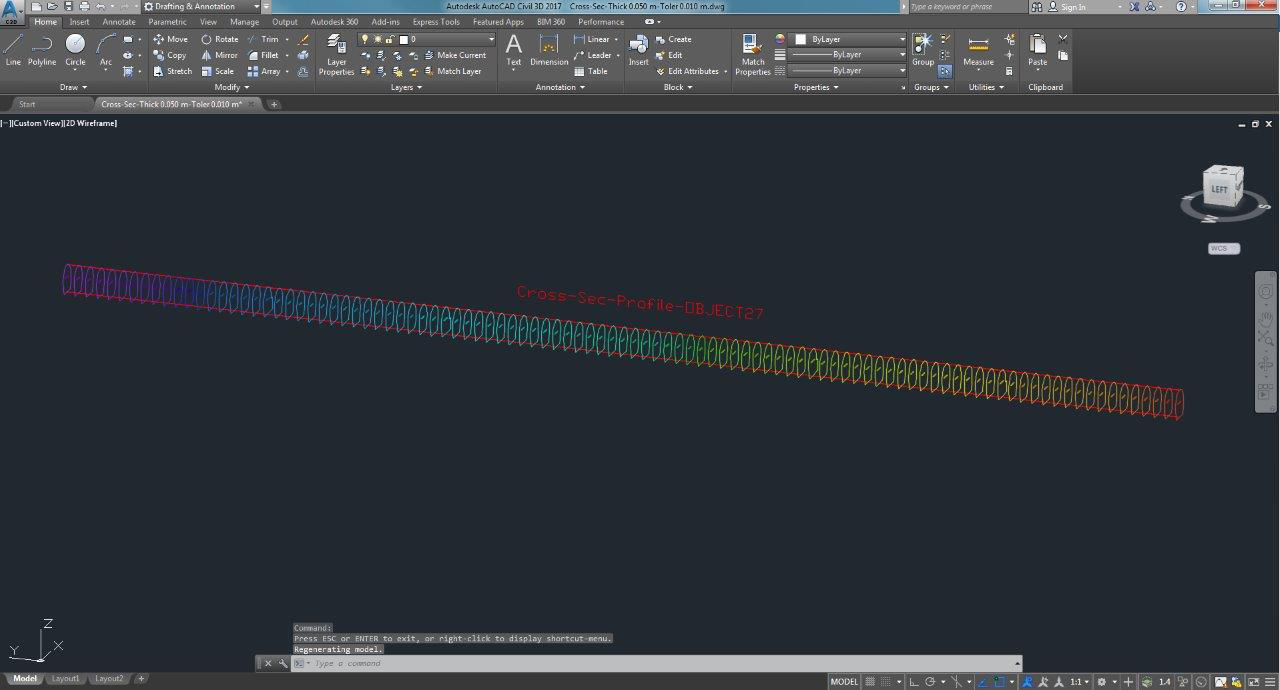 Drafting & Annotation
Autodesk AutoCAD Civil 3D 2017 Cross-Sec-Thick 0.050 m-Toler 0.010 m.dwg
Type a keyword or phrase
Sign In
C3D
Home Insert Annotate Parametric View Manage Output Autodesk 360 Add-ins Express Tools Featured Apps BIM 360 Performance
Line
Polyline
Circle
Arc
Move Rotate Trim
Copy Mirror Fillet
Stretch Scale Array
Layer
Properties
0
Make Current
Match Layer
Text
Dimension
Linear
Leader
Table
Insert
Create
Edit
Edit Attributes
Match
Properties
ByLayer
ByLayer
ByLayer
Group
Measure
Paste
Draw Modify Layers Annotation Block Properties Groups Utilities Clipboard
Start
Cross-Sec-Thick 0.050 m-Toler 0.010 m*
[−][Custom View][2D Wireframe]
LEFT
W
S
WCS
Cross-Sec-Profile-OBJECT27
Z
Y
X
Command:
Press ESC or ENTER to exit, or right-click to display shortcut-menu.
Regenerating model.
Type a command
Model Layout1 Layout2
MODEL
1:1
1.4